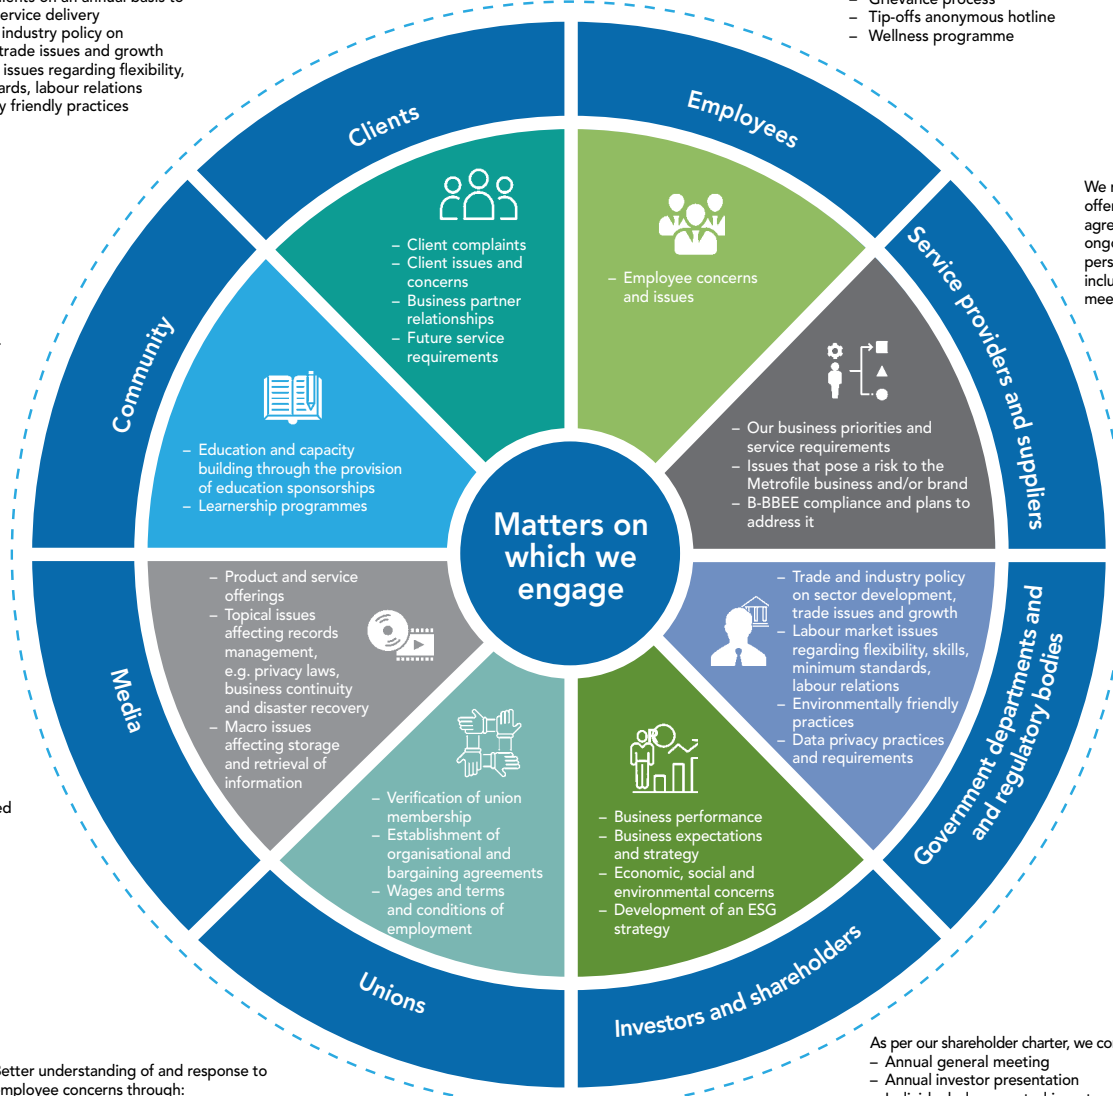 clients on an annual basis to
service delivery
industry policy on
trade issues and growth
issues regarding flexibility,
labour relations
friendly practices
Grievance process
– Tip-offs anonymous hotline
– Wellness programme
Clients
– Client complaints
– Client issues and
concerns
– Business partner
relationships
– Future service
requirements
Employees
– Employee concerns
and issues
We
Service providers and suppliers
– Our business priorities and
service requirements
– Issues that pose a risk to the
Metrofile business and/or brand
– B-BBEE compliance and plans to
address it
Community
– Education and capacity
building through the provision
of education sponsorships
– Learnership programmes
Matters on
which we
engage
Media
– Product and service
offerings
– Topical issues
affecting records
management,
e.g. privacy laws,
business continuity
and disaster recovery
– Macro issues
affecting storage
and retrieval of
information
Government departments and
and regulatory bodies
– Trade and industry policy
on sector development,
trade issues and growth
– Labour market issues
regarding flexibility, skills,
minimum standards,
labour relations
– Environmentally friendly
practices
– Data privacy practices
and requirements
Unions
– Verification of union
membership
– Establishment of
organisational and
bargaining agreements
– Wages and terms
and conditions of
employment
Investors and shareholders
– Business performance
– Business expectations
and strategy
– Economic, social and
environmental concerns
– Development of an ESG
strategy
Better understanding of and response to
employee concerns through:
As per our shareholder charter, we
– Annual general meeting
– Annual investor presentation